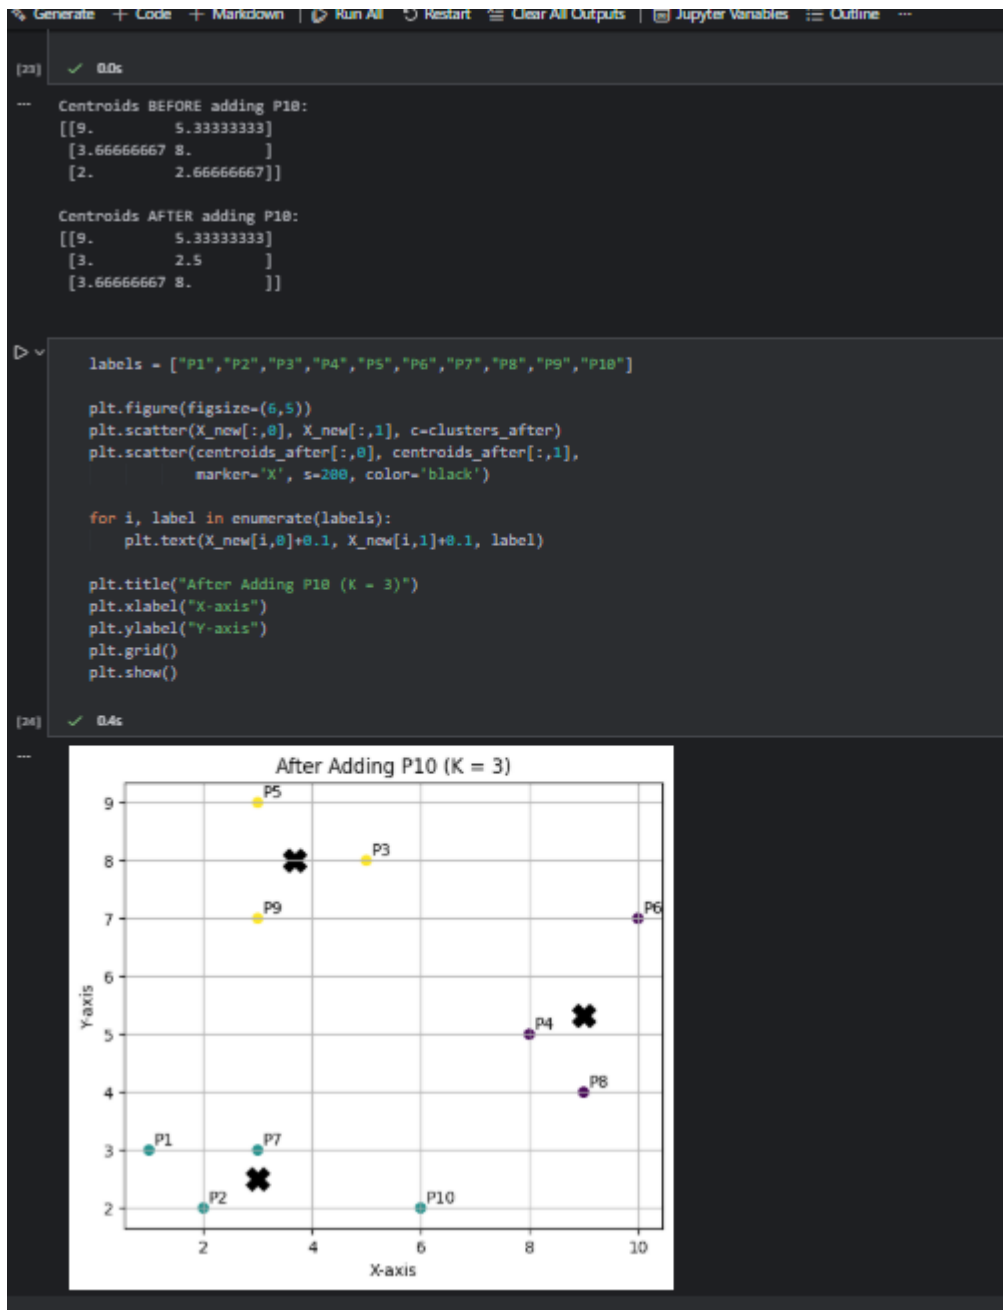 Generate + Code + Markdown | Run All Restart Clear All Outputs | Jupyter Variables Outline ...
[23] ✓ 0.0s
... Centroids BEFORE adding P10:
[[9.         5.33333333]
 [3.66666667 8.        ]
 [2.         2.66666667]]
Centroids AFTER adding P10:
[[9.         5.33333333]
 [3.         2.5       ]
 [3.66666667 8.        ]]
labels = ["P1","P2","P3","P4","P5","P6","P7","P8","P9","P10"]
plt.figure(figsize=(6,5))
plt.scatter(X_new[:,0], X_new[:,1], c=clusters_after)
plt.scatter(centroids_after[:,0], centroids_after[:,1],
            marker='X', s=200, color='black')
for i, label in enumerate(labels):
    plt.text(X_new[i,0]+0.1, X_new[i,1]+0.1, label)
plt.title("After Adding P10 (K = 3)")
plt.xlabel("X-axis")
plt.ylabel("Y-axis")
plt.grid()
plt.show()
[24] ✓ 0.4s
...
After Adding P10 (K = 3)
P5
9
P3
8
P9
P6
7
6
Y-axis
P4
5
P8
4
P1
P7
3
P2
P10
2
2 4 6 8 10
X-axis